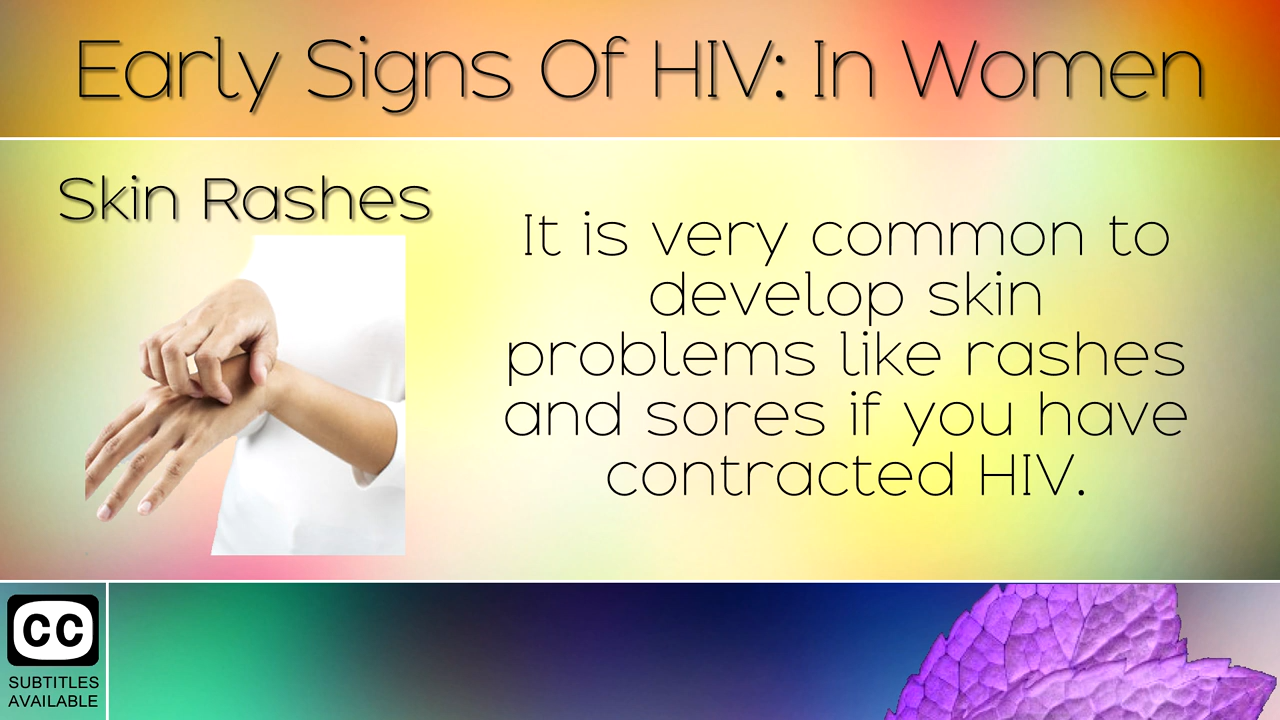 Early Signs Of HIV: In Women
Skin Rashes
It is very common to
develop skin
problems like rashes
and sores if you have
contracted HIV.
CC
SUBTITLES
AVAILABLE